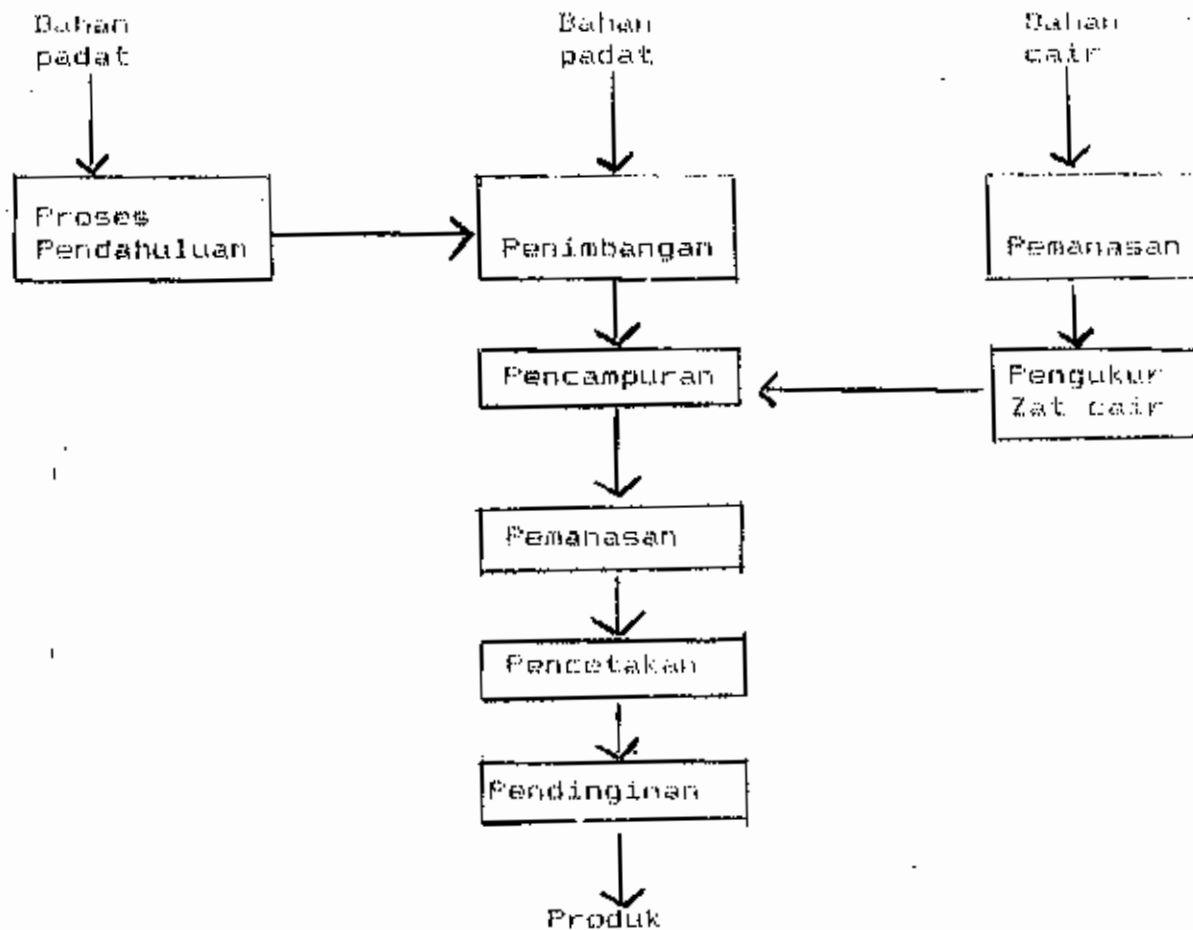 Bahan
padat
Bahan
padat
Bahan
cair
Proses
Pendahuluan
Penimbangan
Pemanasan
Pencampuran
Pengukur
Zat cair
Pemanasan
Pencetakan
Pendinginan
Produk